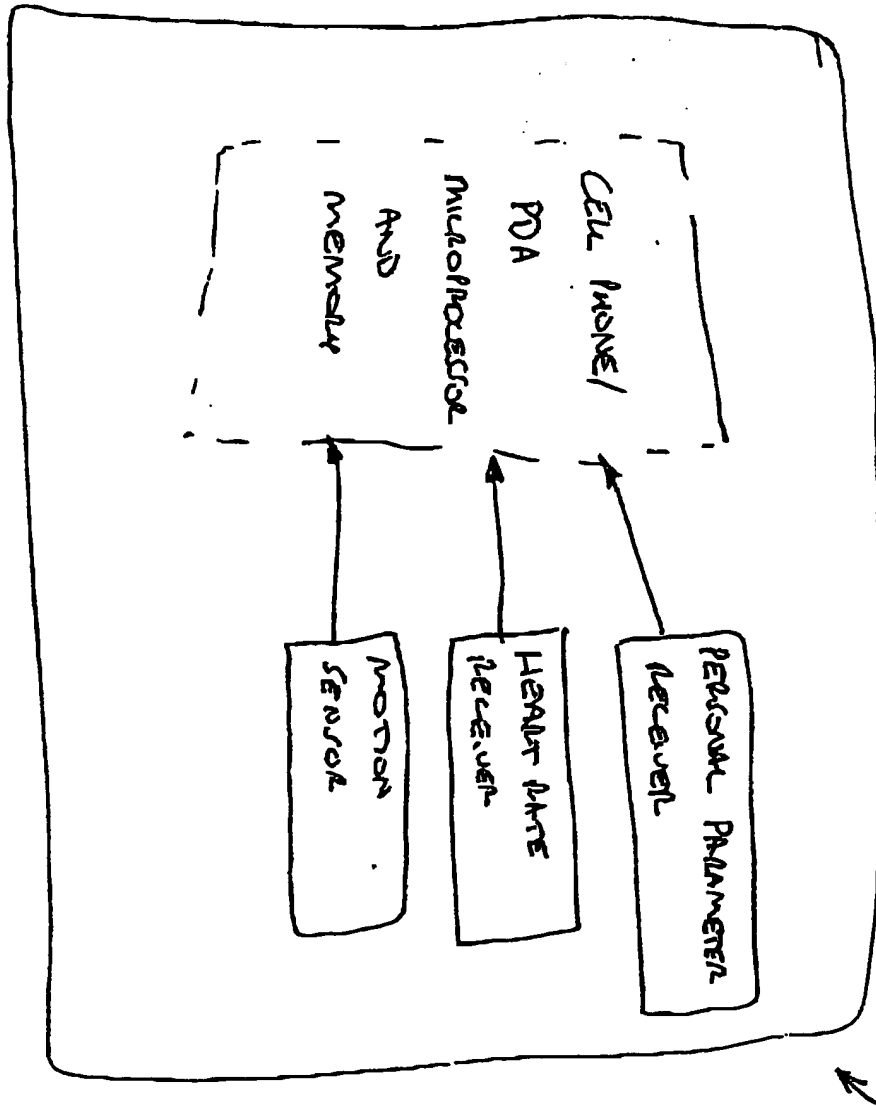 CELL PHONE/
PDA
MICROPROCESSOR
AND
MEMORY
PERSONAL PARAMETER
RECEIVER
HEART RATE
RECEIVER
MOTION
SENSOR